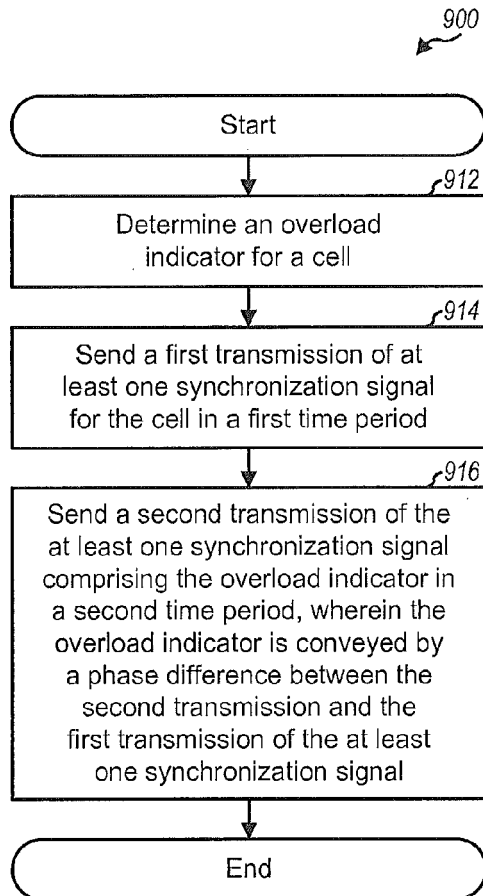 900
Start
912
Determine an overload
indicator for a cell
914
Send a first transmission of at
least one synchronization signal
for the cell in a first time period
916
Send a second transmission of the
at least one synchronization signal
comprising the overload indicator in
a second time period, wherein the
overload indicator is conveyed by
a phase difference between the
second transmission and the
first transmission of the at least
one synchronization signal
End